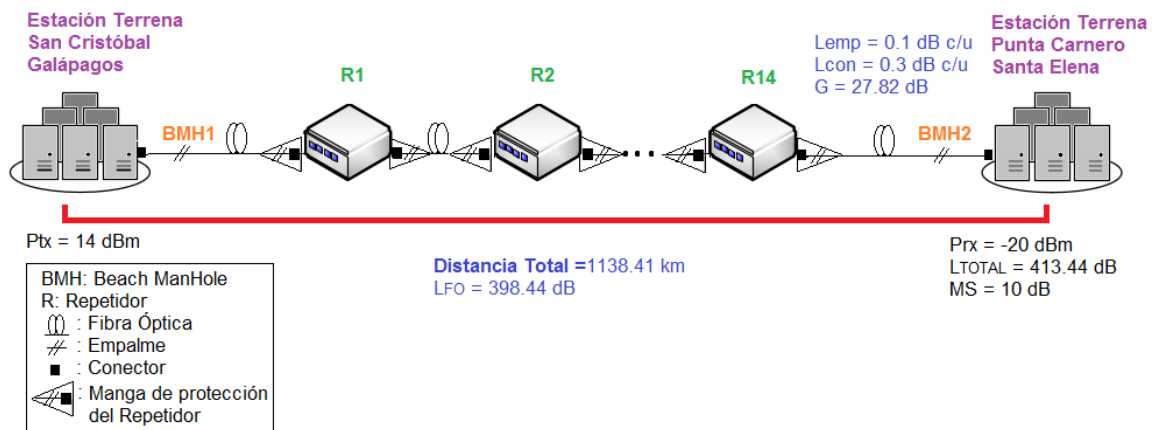 Estación Terrena
San Cristóbal
Galápagos
R1
R2
R14
Lemp = 0.1 dB c/u
Lcon = 0.3 dB c/u
G = 27.82 dB
Estación Terrena
Punta Carnero
Santa Elena
BMH1
BMH2
Ptx = 14 dBm
Distancia Total =1138.41 km
LFO = 398.44 dB
Prx = -20 dBm
LTOTAL = 413.44 dB
MS = 10 dB
BMH: Beach ManHole
R: Repetidor
: Fibra Óptica
: Empalme
: Conector
: Manga de protección
del Repetidor